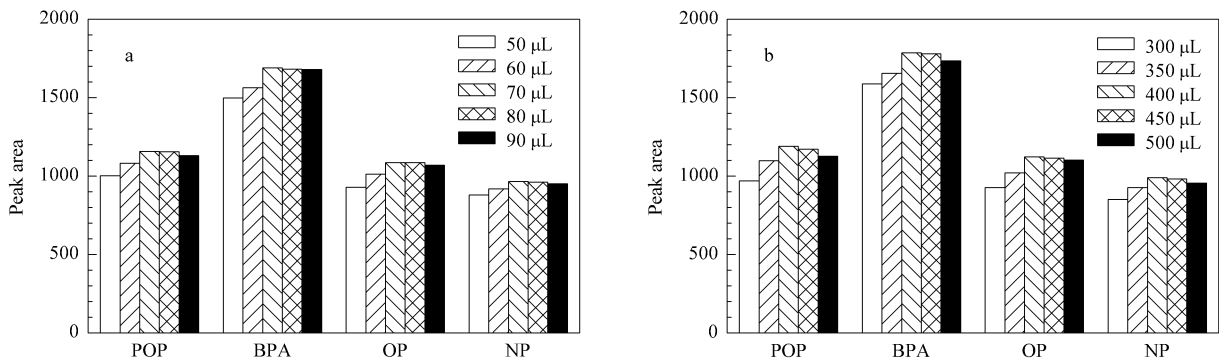 2000
1500
1000
500
0
Peak area
a
50 μL
60 μL
70 μL
80 μL
90 μL
POP BPA OP NP
2000
1500
1000
500
0
Peak area
b
300 μL
350 μL
400 μL
450 μL
500 μL
POP BPA OP NP